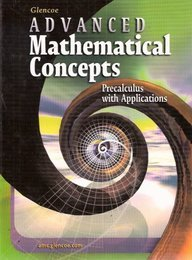 Glencoe
ADVANCED
Mathematical
Concepts
Precalculus
with Applications
amc.glencoe.com